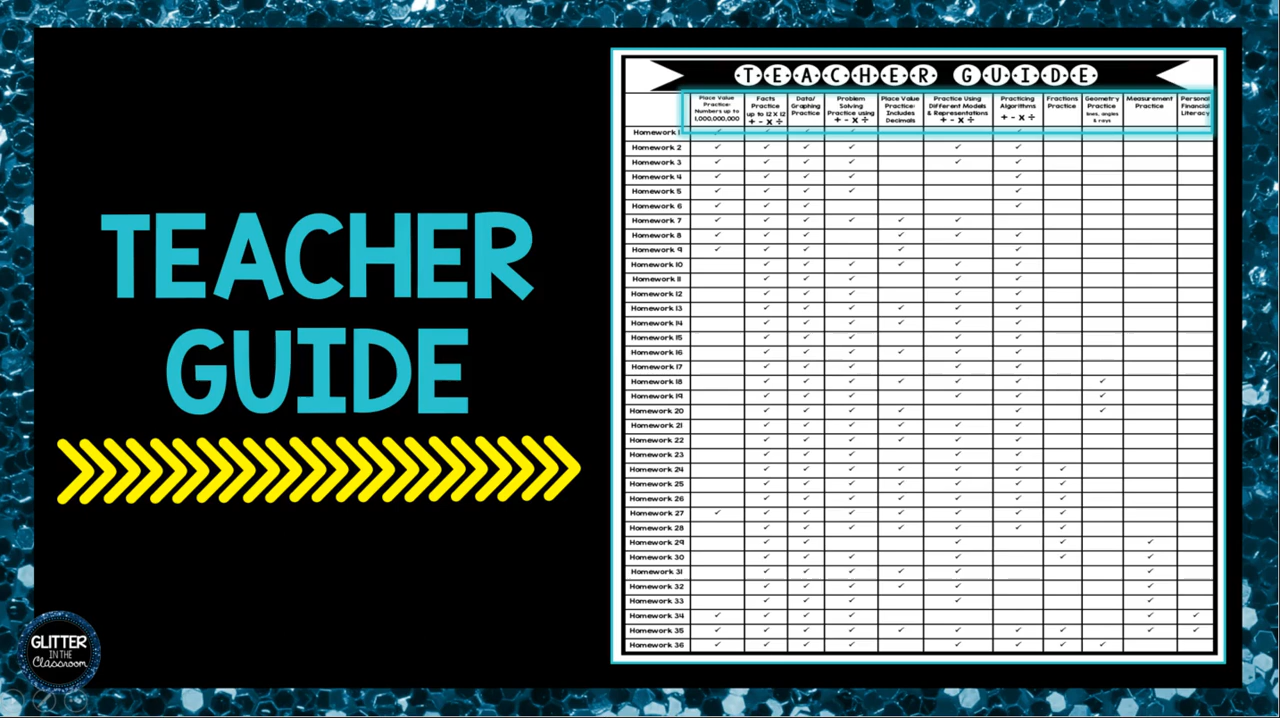 TEACHER
GUIDE
GLITTER
IN THE
Classroom
TEACHER GUIDE
Place Value Practice: Numbers up to 1,000,000,000
Facts Practice up to 12 X 12 + - X ÷
Data/ Graphing Practice
Problem Solving Practice using + - X ÷
Place Value Practice: Includes Decimals
Practice Using Different Models & Representations + - X ÷
Practicing Algorithms + - X ÷
Fractions Practice
Geometry Practice lines, angles & rays
Measurement Practice
Personal Financial Literacy
Homework 1 ✓ ✓ ✓ ✓ ✓
Homework 2 ✓ ✓ ✓ ✓ ✓ ✓
Homework 3 ✓ ✓ ✓ ✓ ✓ ✓
Homework 4 ✓ ✓ ✓ ✓ ✓
Homework 5 ✓ ✓ ✓ ✓ ✓
Homework 6 ✓ ✓ ✓ ✓
Homework 7 ✓ ✓ ✓ ✓ ✓ ✓
Homework 8 ✓ ✓ ✓ ✓ ✓ ✓
Homework 9 ✓ ✓ ✓ ✓ ✓
Homework 10 ✓ ✓ ✓ ✓ ✓ ✓
Homework 11 ✓ ✓ ✓ ✓ ✓
Homework 12 ✓ ✓ ✓ ✓ ✓
Homework 13 ✓ ✓ ✓ ✓ ✓ ✓
Homework 14 ✓ ✓ ✓ ✓ ✓ ✓
Homework 15 ✓ ✓ ✓ ✓ ✓
Homework 16 ✓ ✓ ✓ ✓ ✓ ✓
Homework 17 ✓ ✓ ✓ ✓ ✓
Homework 18 ✓ ✓ ✓ ✓ ✓ ✓ ✓
Homework 19 ✓ ✓ ✓ ✓ ✓ ✓
Homework 20 ✓ ✓ ✓ ✓ ✓ ✓
Homework 21 ✓ ✓ ✓ ✓ ✓ ✓
Homework 22 ✓ ✓ ✓ ✓ ✓ ✓
Homework 23 ✓ ✓ ✓ ✓ ✓
Homework 24 ✓ ✓ ✓ ✓ ✓ ✓ ✓
Homework 25 ✓ ✓ ✓ ✓ ✓ ✓ ✓
Homework 26 ✓ ✓ ✓ ✓ ✓ ✓ ✓
Homework 27 ✓ ✓ ✓ ✓ ✓ ✓ ✓ ✓
Homework 28 ✓ ✓ ✓ ✓ ✓ ✓ ✓
Homework 29 ✓ ✓ ✓ ✓ ✓
Homework 30 ✓ ✓ ✓ ✓ ✓ ✓
Homework 31 ✓ ✓ ✓ ✓ ✓ ✓
Homework 32 ✓ ✓ ✓ ✓ ✓ ✓
Homework 33 ✓ ✓ ✓ ✓ ✓
Homework 34 ✓ ✓ ✓ ✓ ✓ ✓
Homework 35 ✓ ✓ ✓ ✓ ✓ ✓ ✓ ✓ ✓ ✓
Homework 36 ✓ ✓ ✓ ✓ ✓ ✓ ✓ ✓